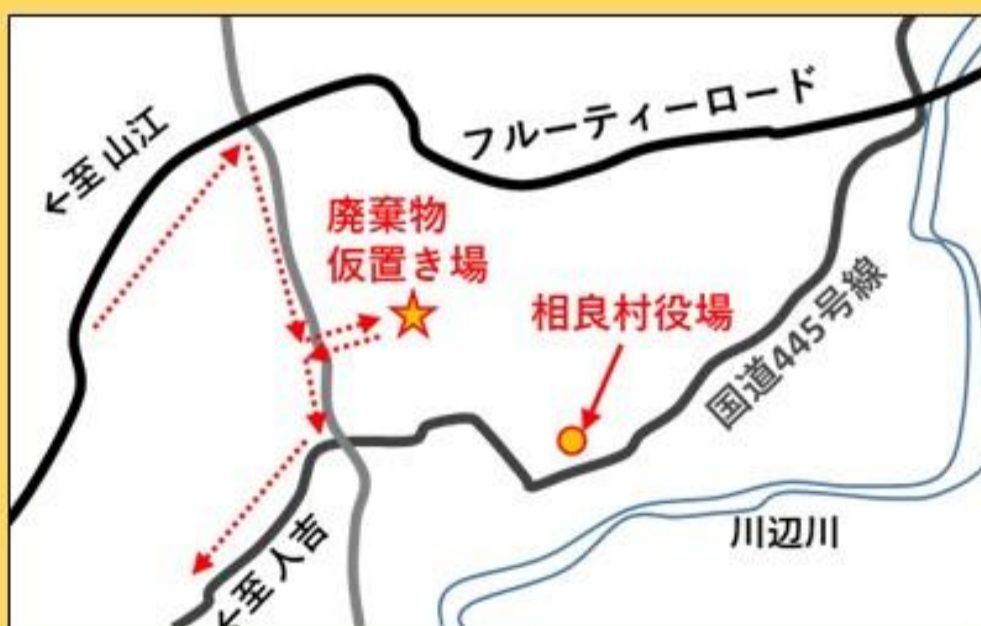 フルーティーロード
←至 山江
廃棄物
仮置き場
相良村役場
国道445号線
川辺川
←至 人吉